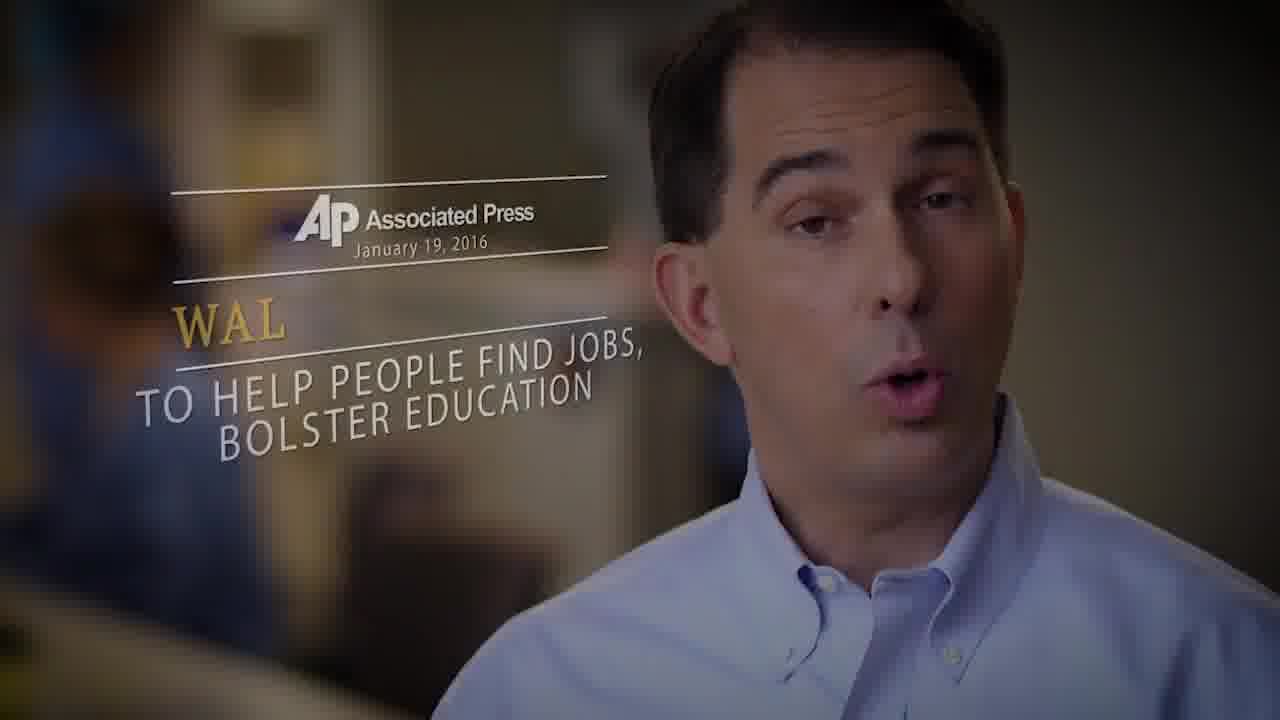 AP Associated Press
January 19, 2016
WAL
TO HELP PEOPLE FIND JOBS,
BOLSTER EDUCATION